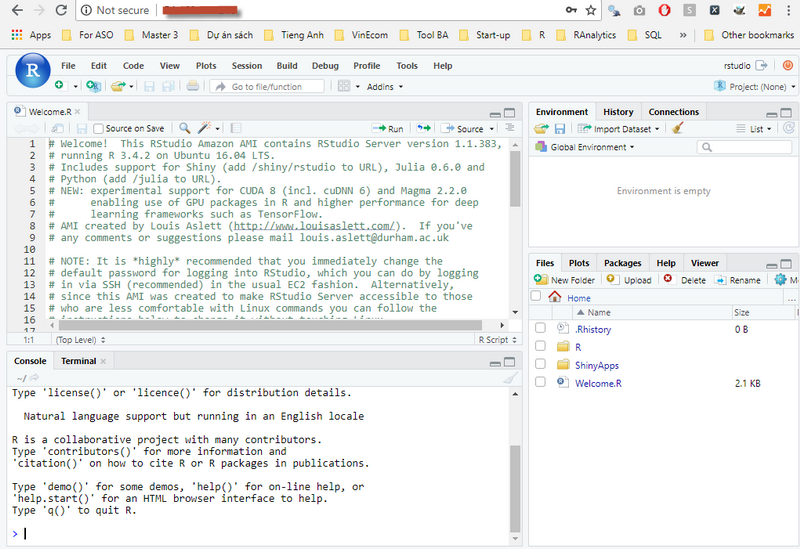 Not secure
Apps For ASO Master 3 Dự án sách Tieng Anh VinEcom Tool BA Start-up R RAnalytics SQL » Other bookmarks
R File Edit Code View Plots Session Build Debug Profile Tools Help rstudio
Go to file/function Addins Project: (None)
Welcome.R
Source on Save Run Source
1 # Welcome! This RStudio Amazon AMI contains RStudio Server version 1.1.383,
2 # running R 3.4.2 on Ubuntu 16.04 LTS.
3 # Includes support for Shiny (add /shiny/rstudio to URL), Julia 0.6.0 and
4 # Python (add /julia to URL).
5 # NEW: experimental support for CUDA 8 (incl. cuDNN 6) and Magma 2.2.0
6 # enabling use of GPU packages in R and higher performance for deep
7 # learning frameworks such as TensorFlow.
8 # AMI created by Louis Aslett (http://www.louisaslett.com/). If you've
9 # any comments or suggestions please mail louis.aslett@durham.ac.uk
10
11 # NOTE: It is *highly* recommended that you immediately change the
12 # default password for logging into RStudio, which you can do by logging
13 # in via SSH (recommended) in the usual EC2 fashion. Alternatively,
14 # since this AMI was created to make RStudio Server accessible to those
15 # who are less comfortable with Linux commands you can follow the
16 # instructions below to change it without touching Linux
17
1:1 (Top Level) R Script
Console Terminal
~/
Type 'license()' or 'licence()' for distribution details.
Natural language support but running in an English locale
R is a collaborative project with many contributors.
Type 'contributors()' for more information and
'citation()' on how to cite R or R packages in publications.
Type 'demo()' for some demos, 'help()' for on-line help, or
'help.start()' for an HTML browser interface to help.
Type 'q()' to quit R.
>
Environment History Connections
Import Dataset List
Global Environment
Environment is empty
Files Plots Packages Help Viewer
New Folder Upload Delete Rename
Home ...
Name Size
.Rhistory 0 B
R
ShinyApps
Welcome.R 2.1 KB